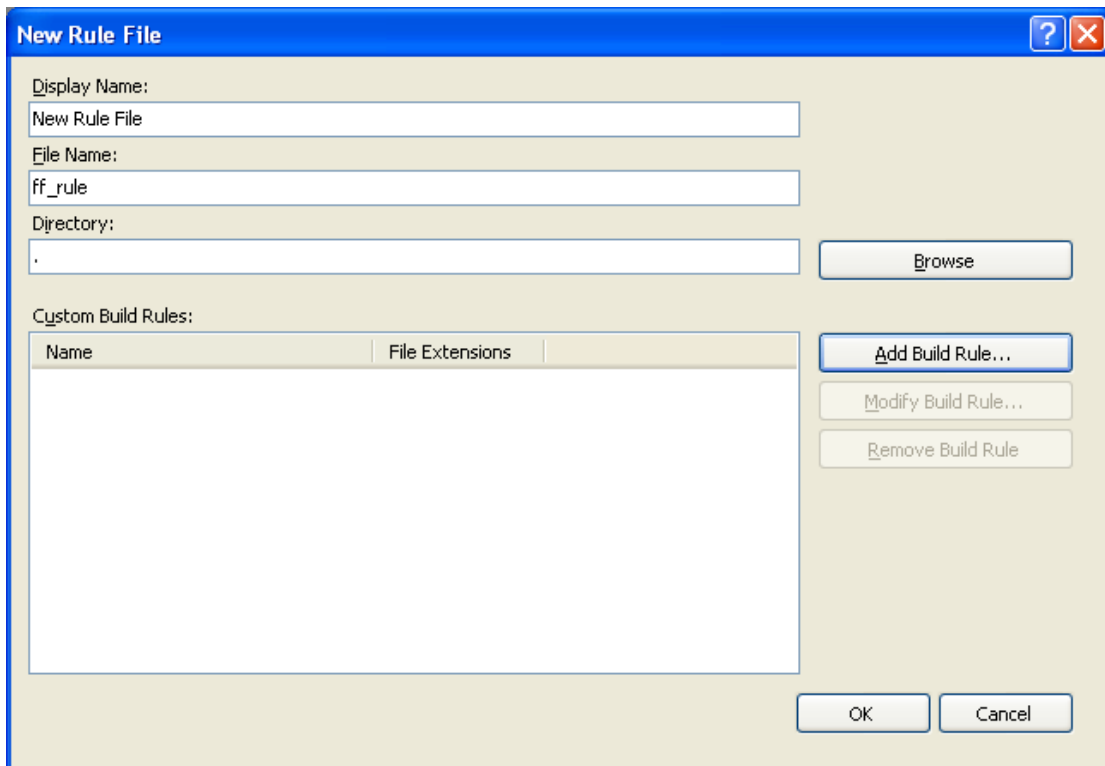 New Rule File
Display Name:
New Rule File
File Name:
ff_rule
Directory:
.
Browse
Custom Build Rules:
Name File Extensions
Add Build Rule...
Modify Build Rule...
Remove Build Rule
OK Cancel